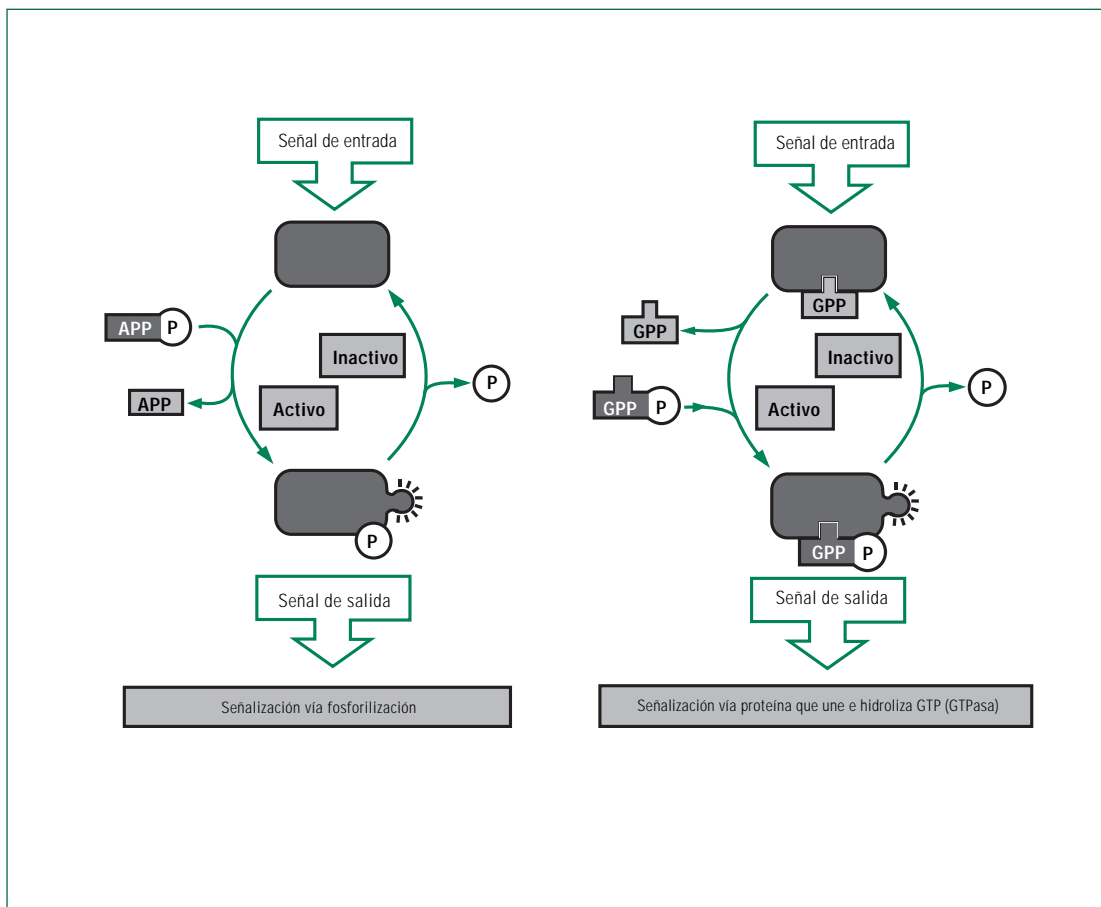 Señal de entrada
APP P
Inactivo
P
APP
Activo
P
Señal de salida
Señalización vía fosforilización
Señal de entrada
GPP
GPP
Inactivo
GPP P
P
Activo
GPP P
Señal de salida
Señalización vía proteína que une e hidroliza GTP (GTPasa)